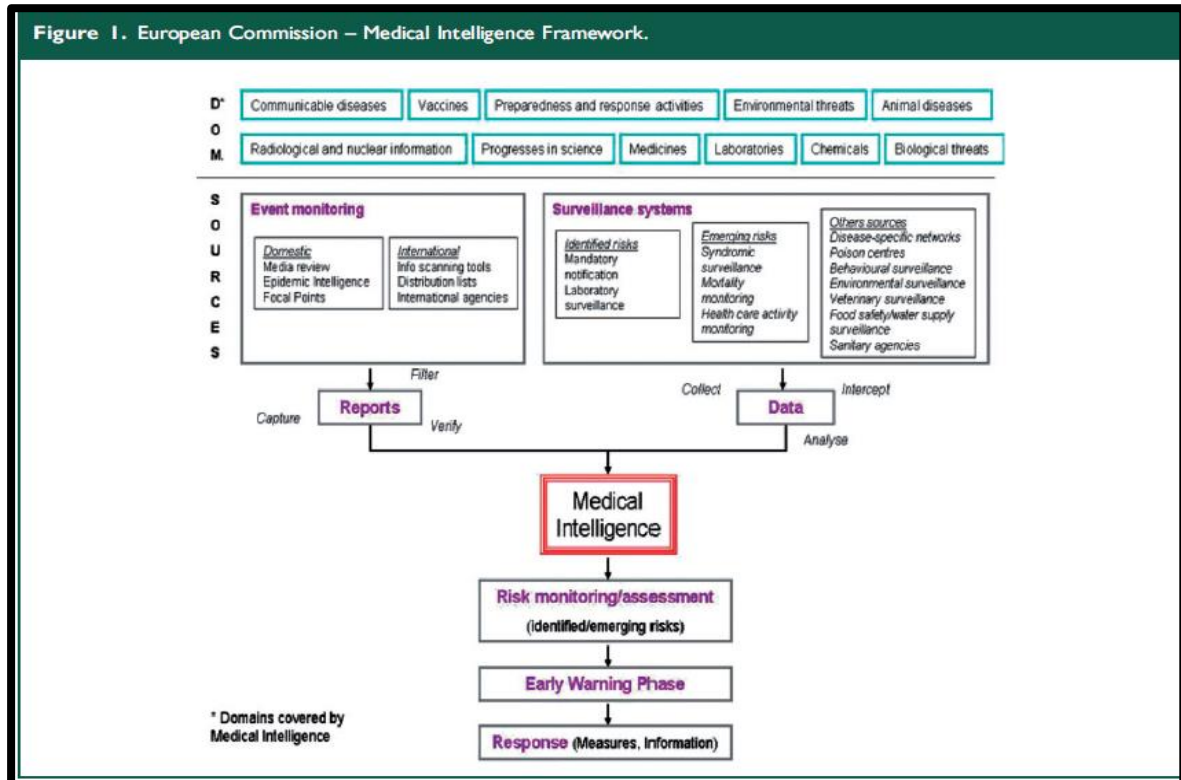 Figure 1. European Commission – Medical Intelligence Framework.
D*
O
M.
Communicable diseases
Vaccines
Preparedness and response activities
Environmental threats
Animal diseases
Radiological and nuclear information
Progresses in science
Medicines
Laboratories
Chemicals
Biological threats
S
O
U
R
C
E
S
Event monitoring
Domestic
Media review
Epidemic Intelligence
Focal Points
International
Info scanning tools
Distribution lists
International agencies
Surveillance systems
Identified risks
Mandatory
notification
Laboratory
surveillance
Emerging risks
Syndromic
surveillance
Mortality
monitoring
Health care activity
monitoring
Others sources
Disease-specific networks
Poison centres
Behavioural surveillance
Environmental surveillance
Veterinary surveillance
Food safety/water supply
surveillance
Sanitary agencies
Filter
Capture
Reports
Verify
Collect
Intercept
Data
Analyse
Medical
Intelligence
Risk monitoring/assessment
(identified/emerging risks)
Early Warning Phase
Response (Measures, Information)
* Domains covered by
Medical Intelligence